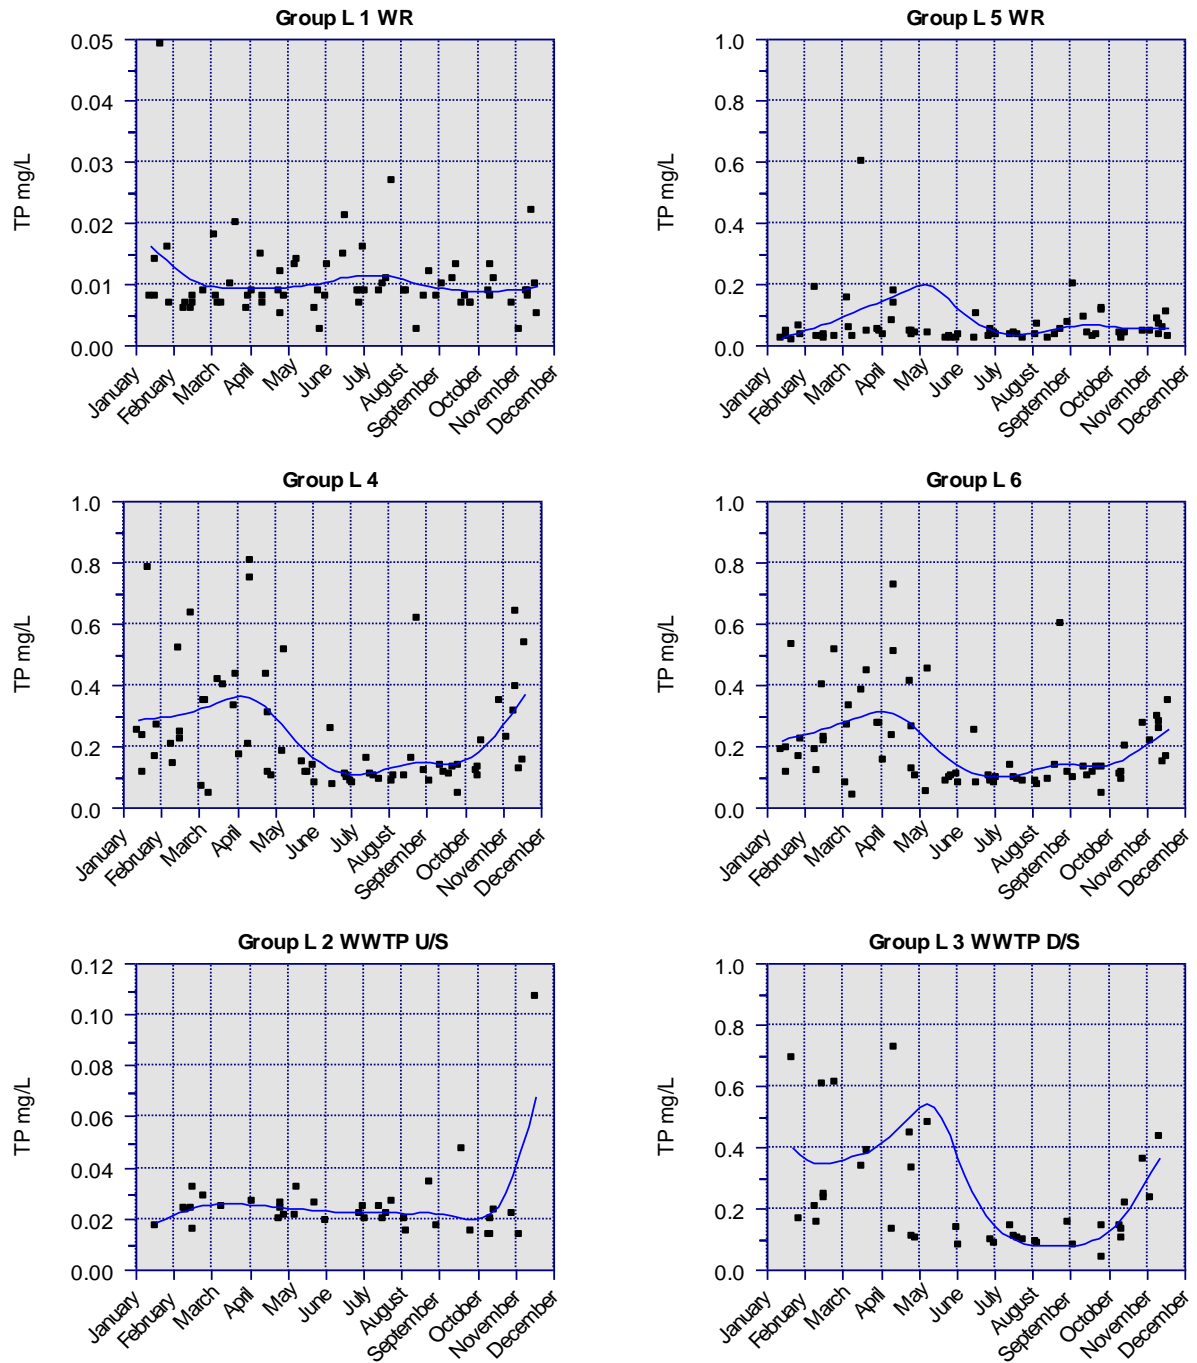 Group L 1 WR
TP mg/L
0.05
0.04
0.03
0.02
0.01
0.00
January
February
March
April
May
June
July
August
September
October
November
December
Group L 5 WR
TP mg/L
1.0
0.8
0.6
0.4
0.2
0.0
January
February
March
April
May
June
July
August
September
October
November
December
Group L 4
TP mg/L
1.0
0.8
0.6
0.4
0.2
0.0
January
February
March
April
May
June
July
August
September
October
November
December
Group L 6
TP mg/L
1.0
0.8
0.6
0.4
0.2
0.0
January
February
March
April
May
June
July
August
September
October
November
December
Group L 2 WWTP U/S
TP mg/L
0.12
0.10
0.08
0.06
0.04
0.02
0.00
January
February
March
April
May
June
July
August
September
October
November
December
Group L 3 WWTP D/S
TP mg/L
1.0
0.8
0.6
0.4
0.2
0.0
January
February
March
April
May
June
July
August
September
October
November
December